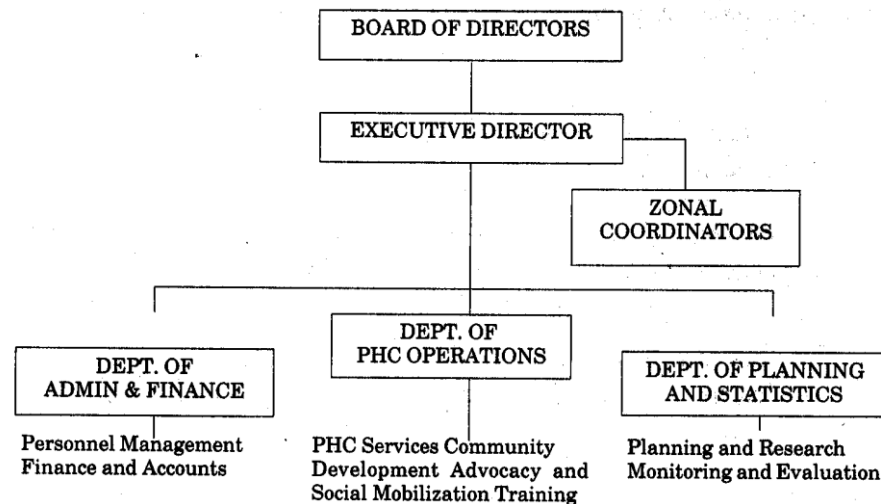 BOARD OF DIRECTORS
EXECUTIVE DIRECTOR
ZONAL
COORDINATORS
DEPT. OF
ADMIN & FINANCE
Personnel Management
Finance and Accounts
DEPT. OF
PHC OPERATIONS
PHC Services Community
Development Advocacy and
Social Mobilization Training
DEPT. OF PLANNING
AND STATISTICS
Planning and Research
Monitoring and Evaluation